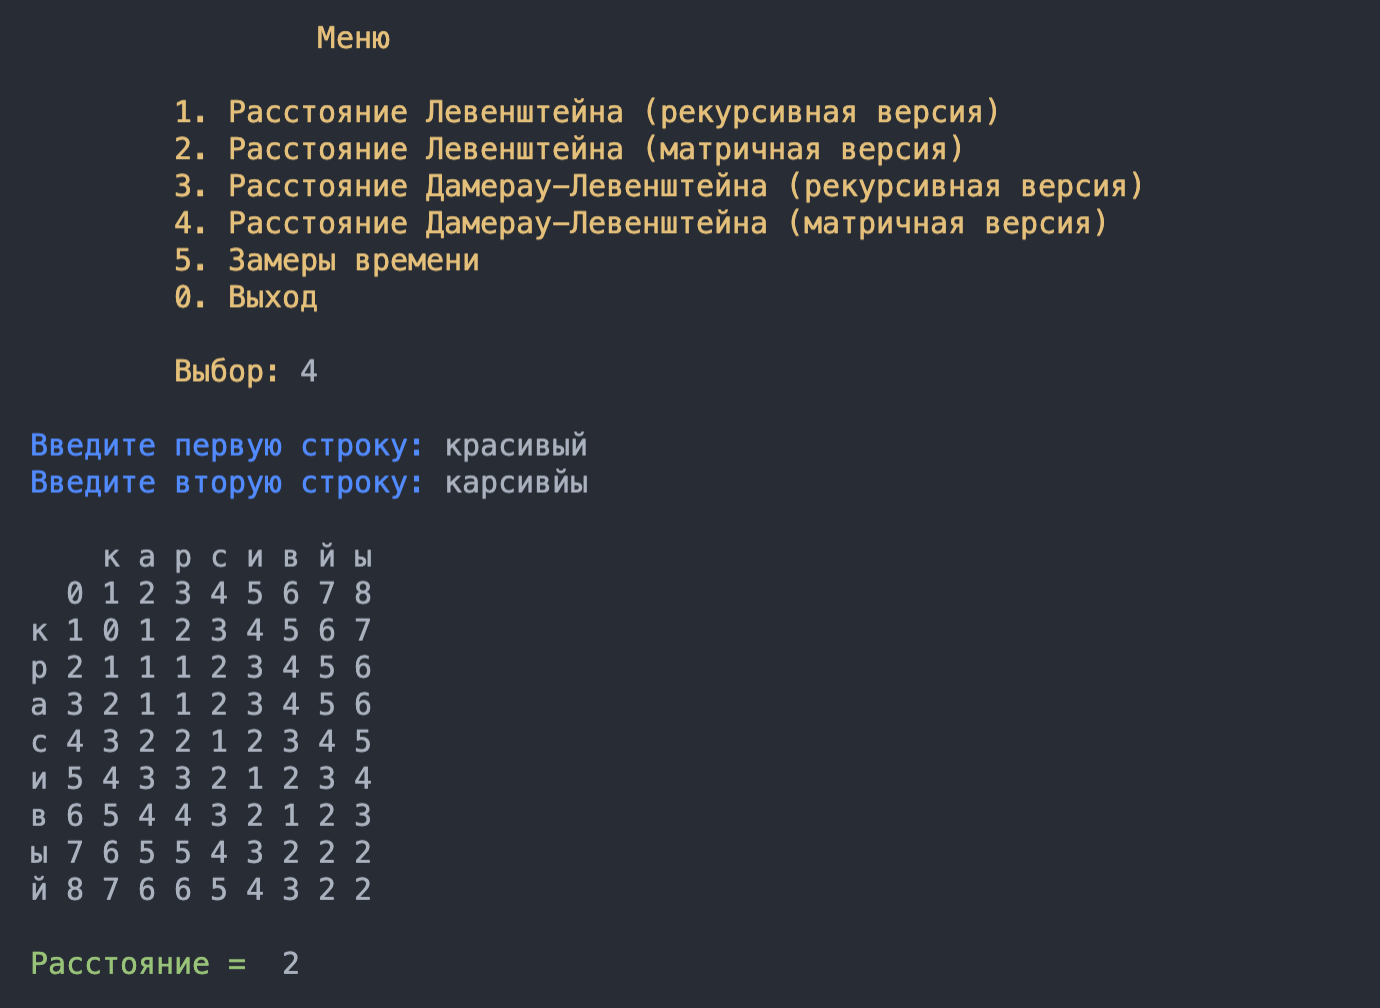 Меню
1. Расстояние Левенштейна (рекурсивная версия)
2. Расстояние Левенштейна (матричная версия)
3. Расстояние Дамерау-Левенштейна (рекурсивная версия)
4. Расстояние Дамерау-Левенштейна (матричная версия)
5. Замеры времени
0. Выход
Выбор: 4
Введите первую строку: красивый
Введите вторую строку: карсивйы
к а р с и в й ы
0 1 2 3 4 5 6 7 8
к 1 0 1 2 3 4 5 6 7
р 2 1 1 1 2 3 4 5 6
а 3 2 1 1 2 3 4 5 6
с 4 3 2 2 1 2 3 4 5
и 5 4 3 3 2 1 2 3 4
в 6 5 4 4 3 2 1 2 3
ы 7 6 5 5 4 3 2 2 2
й 8 7 6 6 5 4 3 2 2
Расстояние = 2